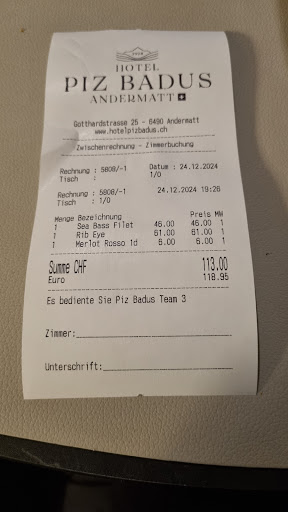 1924
HOTEL
PIZ BADUS
ANDERMATT
Gotthardstrasse 25 - 6490 Andermatt
www.hotelpizbadus.ch
Zwischenrechnung - Zimmerbuchung
Rechnung : 5808/-1 Datum : 24.12.2024
Tisch : 1/0
Rechnung : 5808/-1 24.12.2024 19:26
Tisch : 1/0
Menge Bezeichnung Preis MW
1 Sea Bass Filet 46.00 46.00 1
1 Rib Eye 61.00 61.00 1
1 Merlot Rosso 1d 6.00 6.00 1
Summe CHF 113.00
Euro 118.95
Es bediente Sie Piz Badus Team 3
Zimmer:
Unterschrift: